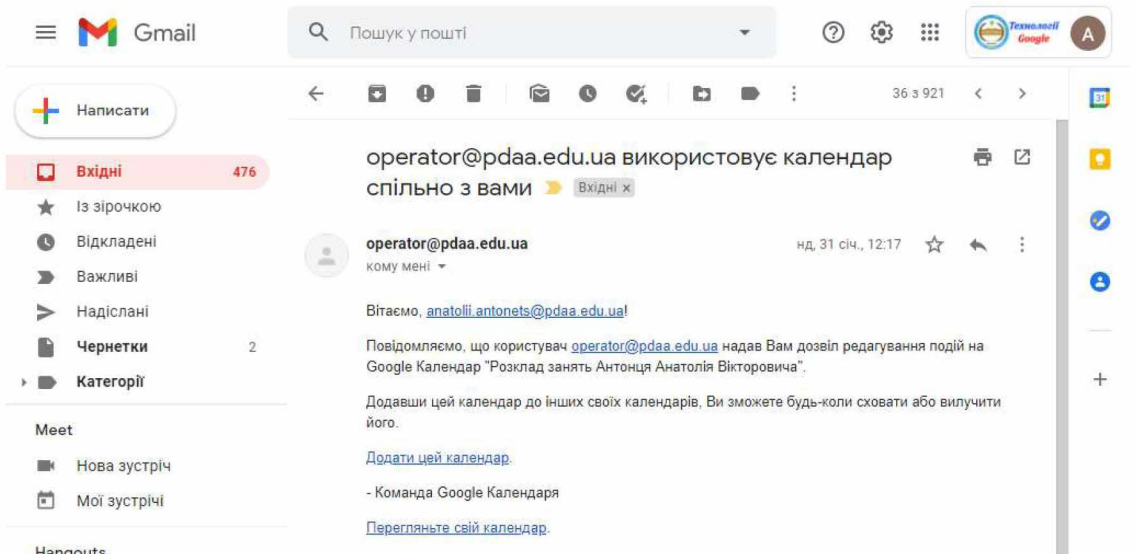 Gmail
Пошук у пошті
Технології
Google
A
Написати
36 з 921
31
Вхідні 476
Із зірочкою
Відкладені
Важливі
Надіслані
Чернетки 2
Категорії
Meet
Нова зустріч
Мої зустрічі
Hangouts
operator@pdaa.edu.ua використовує календар
спільно з вами Вхідні x
operator@pdaa.edu.ua нд, 31 січ., 12:17
кому мені
Вітаємо, anatolii.antonets@pdaa.edu.ua!
Повідомляємо, що користувач operator@pdaa.edu.ua надав Вам дозвіл редагування подій на
Google Календар "Розклад занять Антонця Анатолія Вікторовича".
Додавши цей календар до інших своїх календарів, Ви зможете будь-коли сховати або вилучити
його.
Додати цей календар.
- Команда Google Календаря
Перегляньте свій календар.